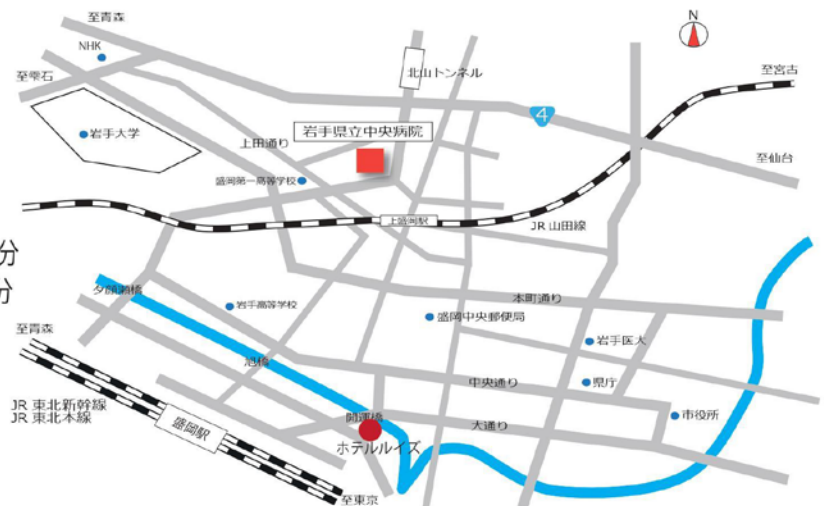 至青森
N
NHK
至雫石
北山トンネル
至宮古
4
岩手大学
岩手県立中央病院
上田通り
至仙台
盛岡第一高等学校
上盛岡駅
JR 山田線
分
分
夕顔瀬橋
本町通り
岩手高等学校
盛岡中央郵便局
至青森
岩手医大
旭橋
中央通り
県庁
JR 東北新幹線
JR 東北本線
盛岡駅
開運橋
大通り
市役所
ホテルルイズ
至東京